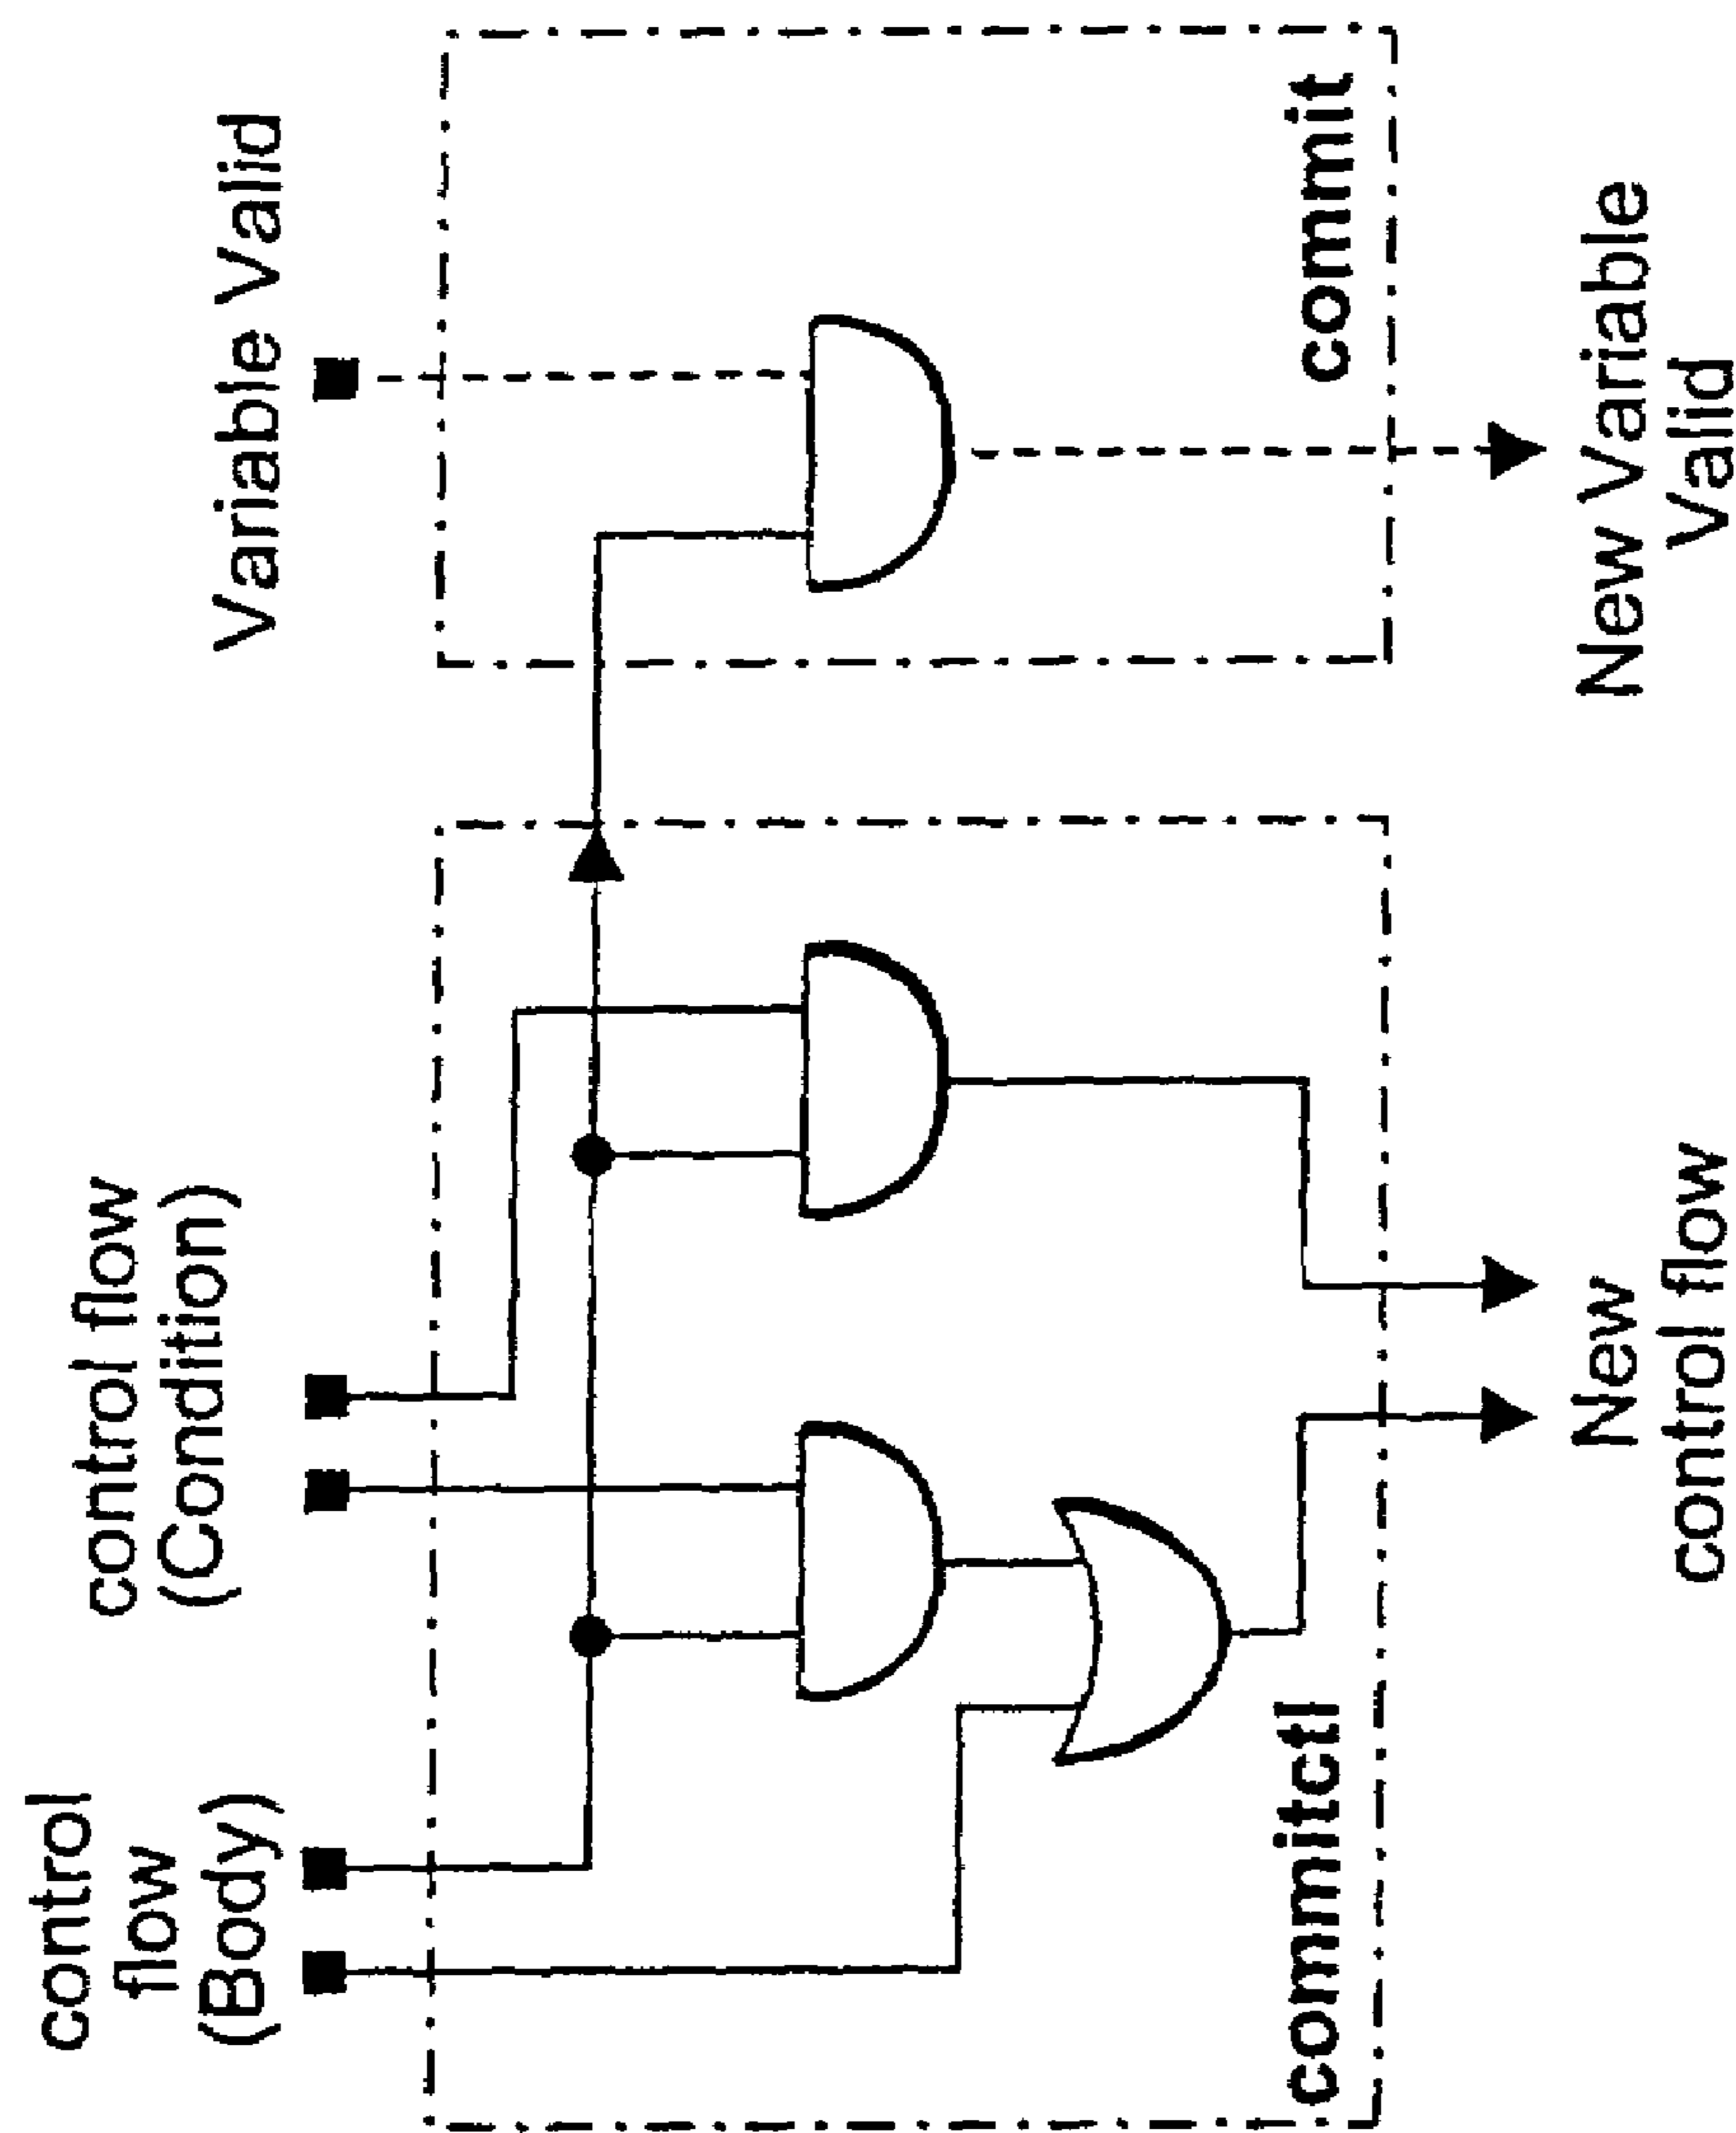 control
flow
(Body)
control flow
(Condition)
Variable Valid
commitctl
commit
New
control flow
New Variable
Valid